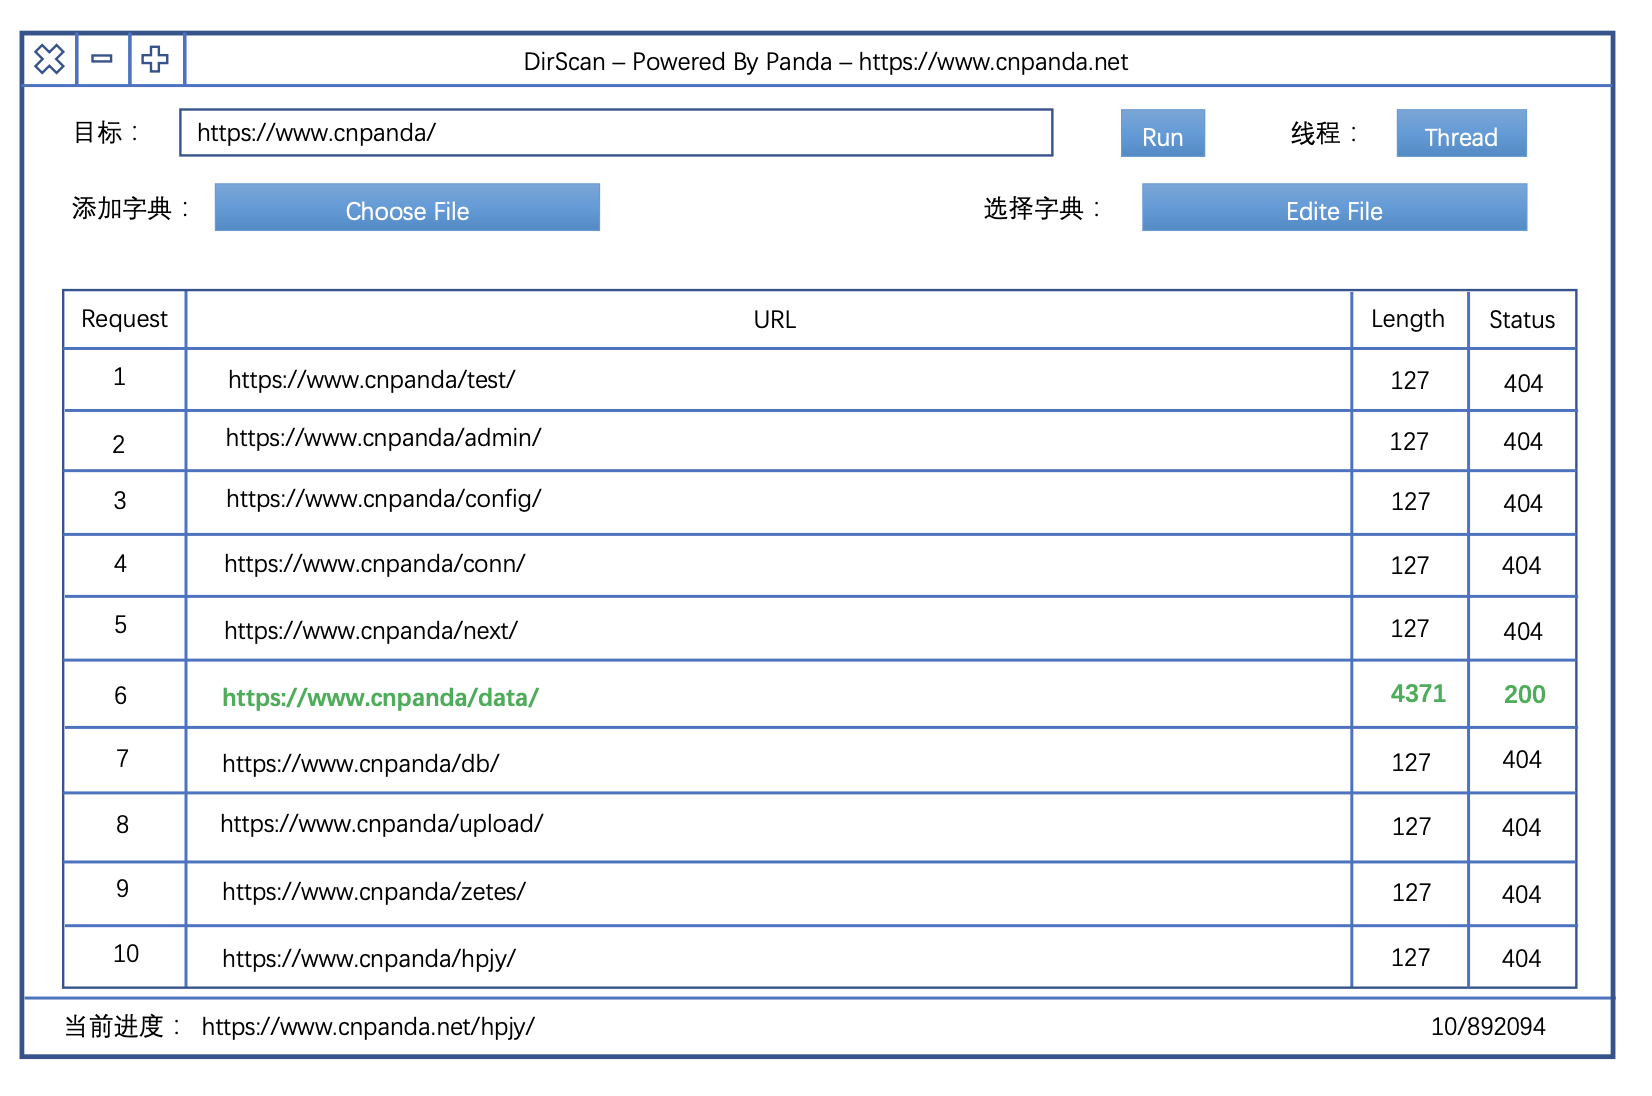 DirScan – Powered By Panda – https://www.cnpanda.net
目标： https://www.cnpanda/ Run 线程： Thread
添加字典： Choose File 选择字典： Edite File
Request URL Length Status
1 https://www.cnpanda/test/ 127 404
2 https://www.cnpanda/admin/ 127 404
3 https://www.cnpanda/config/ 127 404
4 https://www.cnpanda/conn/ 127 404
5 https://www.cnpanda/next/ 127 404
6 https://www.cnpanda/data/ 4371 200
7 https://www.cnpanda/db/ 127 404
8 https://www.cnpanda/upload/ 127 404
9 https://www.cnpanda/zetes/ 127 404
10 https://www.cnpanda/hpjy/ 127 404
当前进度： https://www.cnpanda.net/hpjy/ 10/892094